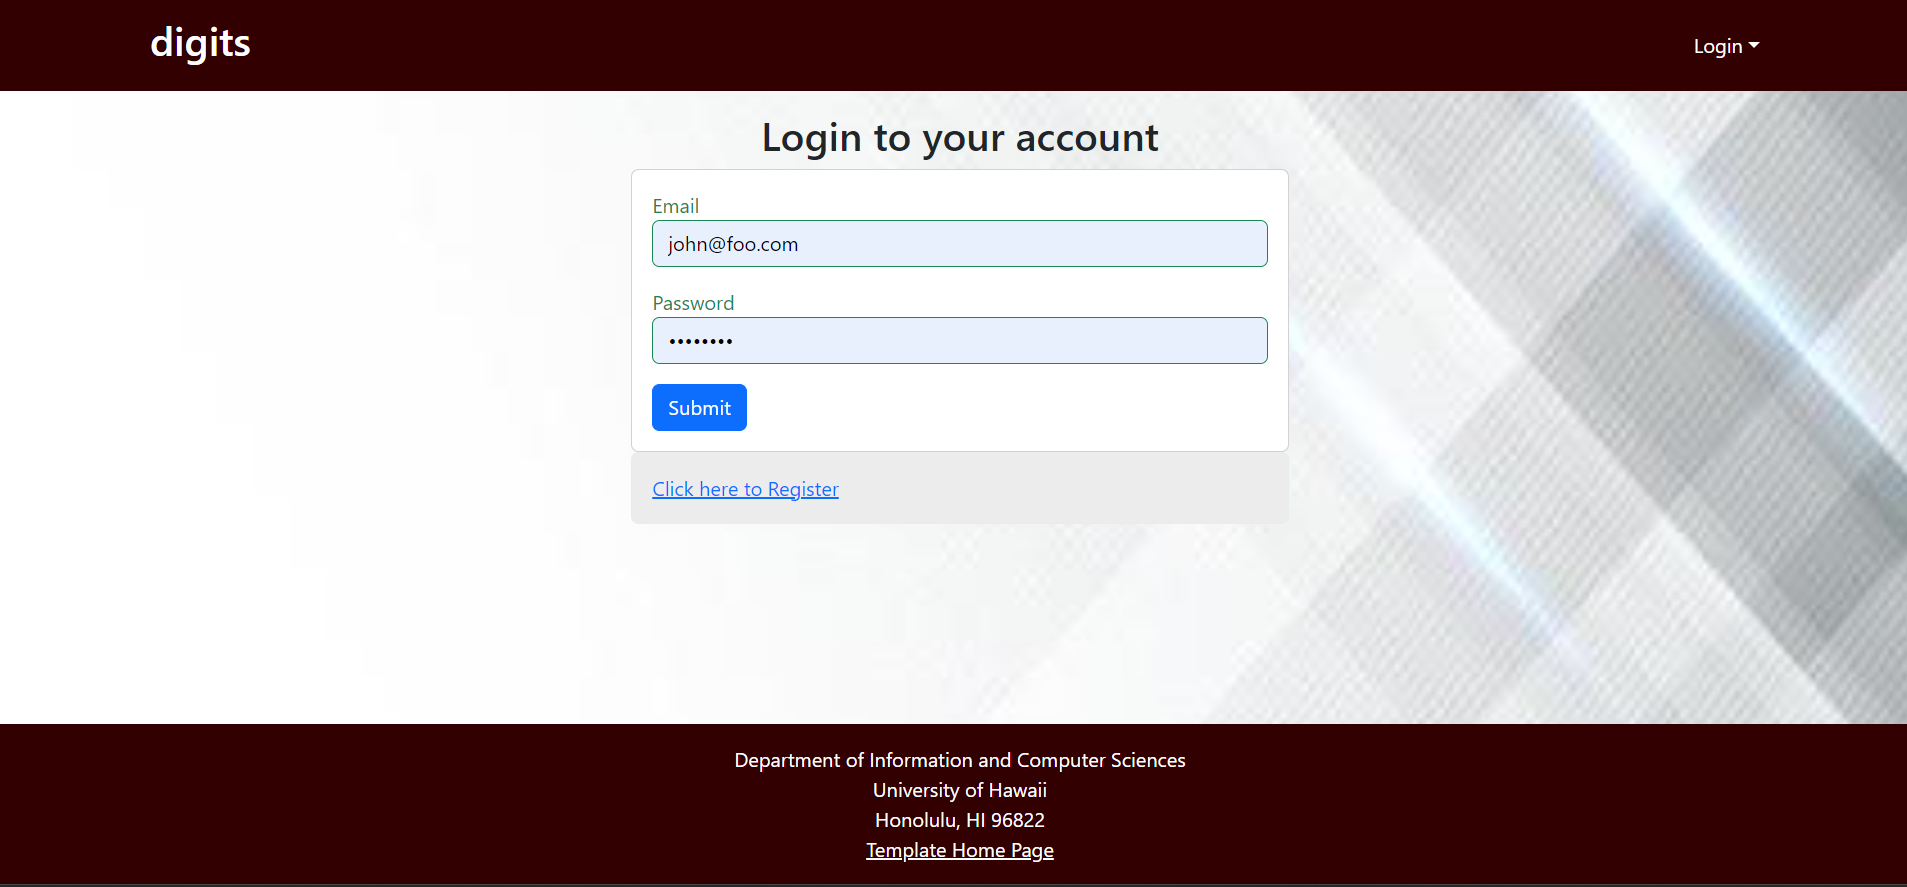 digits
Login
Login to your account
Email
john@foo.com
Password
••••••••
Submit
Click here to Register
Department of Information and Computer Sciences
University of Hawaii
Honolulu, HI 96822
Template Home Page